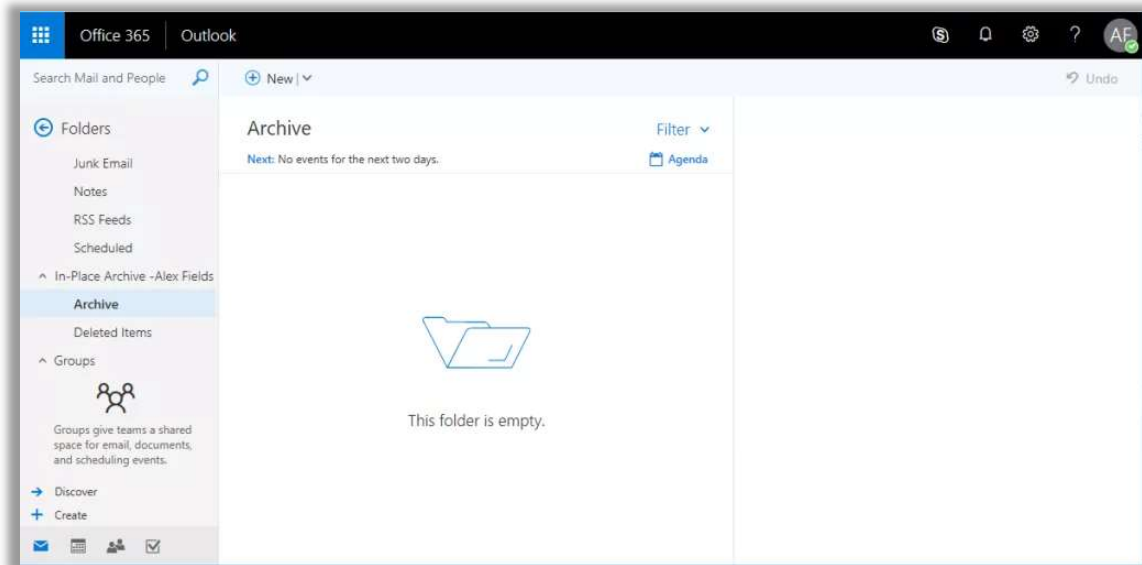 Office 365
Outlook
AF
Search Mail and People
New
Undo
Folders
Junk Email
Notes
RSS Feeds
Scheduled
In-Place Archive -Alex Fields
Archive
Deleted Items
Groups
Groups give teams a shared
space for email, documents,
and scheduling events.
Discover
Create
Archive
Filter
Next: No events for the next two days.
Agenda
This folder is empty.